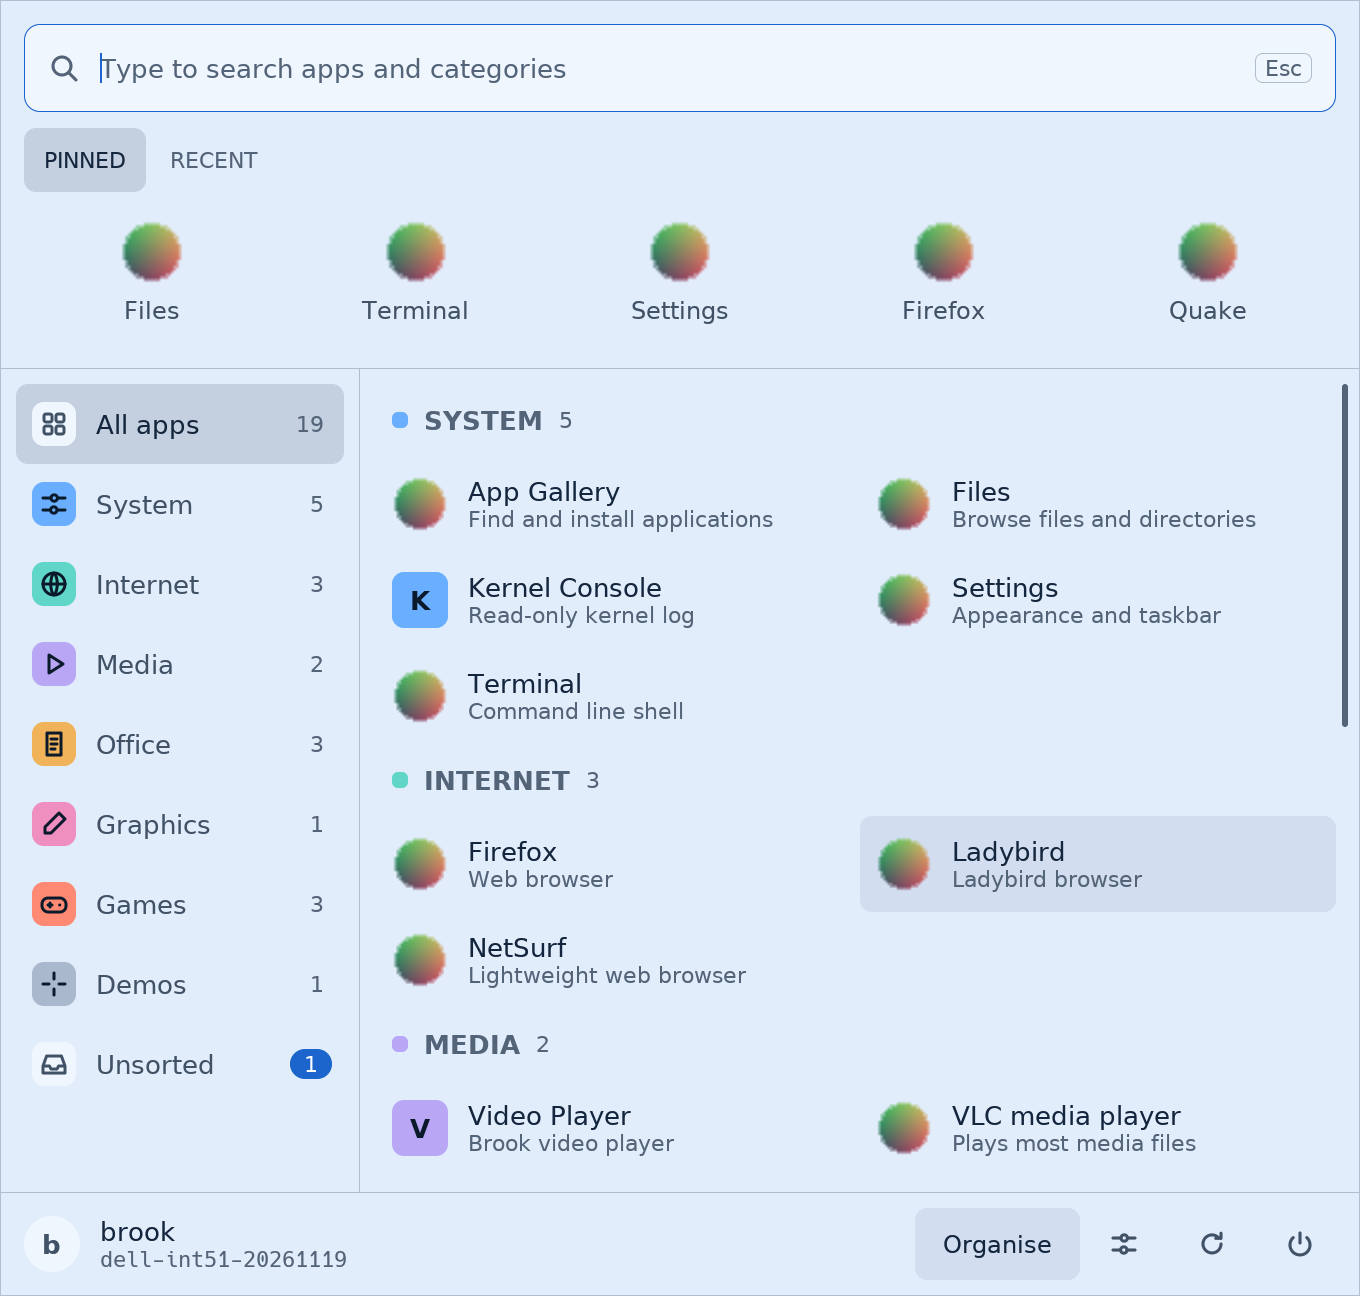 Type to search apps and categories
Esc
PINNED
RECENT
Files
Terminal
Settings
Firefox
Quake
All apps 19
System 5
Internet 3
Media 2
Office 3
Graphics 1
Games 3
Demos 1
Unsorted 1
SYSTEM 5
App Gallery
Find and install applications
Files
Browse files and directories
K
Kernel Console
Read-only kernel log
Settings
Appearance and taskbar
Terminal
Command line shell
INTERNET 3
Firefox
Web browser
Ladybird
Ladybird browser
NetSurf
Lightweight web browser
MEDIA 2
V
Video Player
Brook video player
VLC media player
Plays most media files
b
brook
dell-int51-20261119
Organise